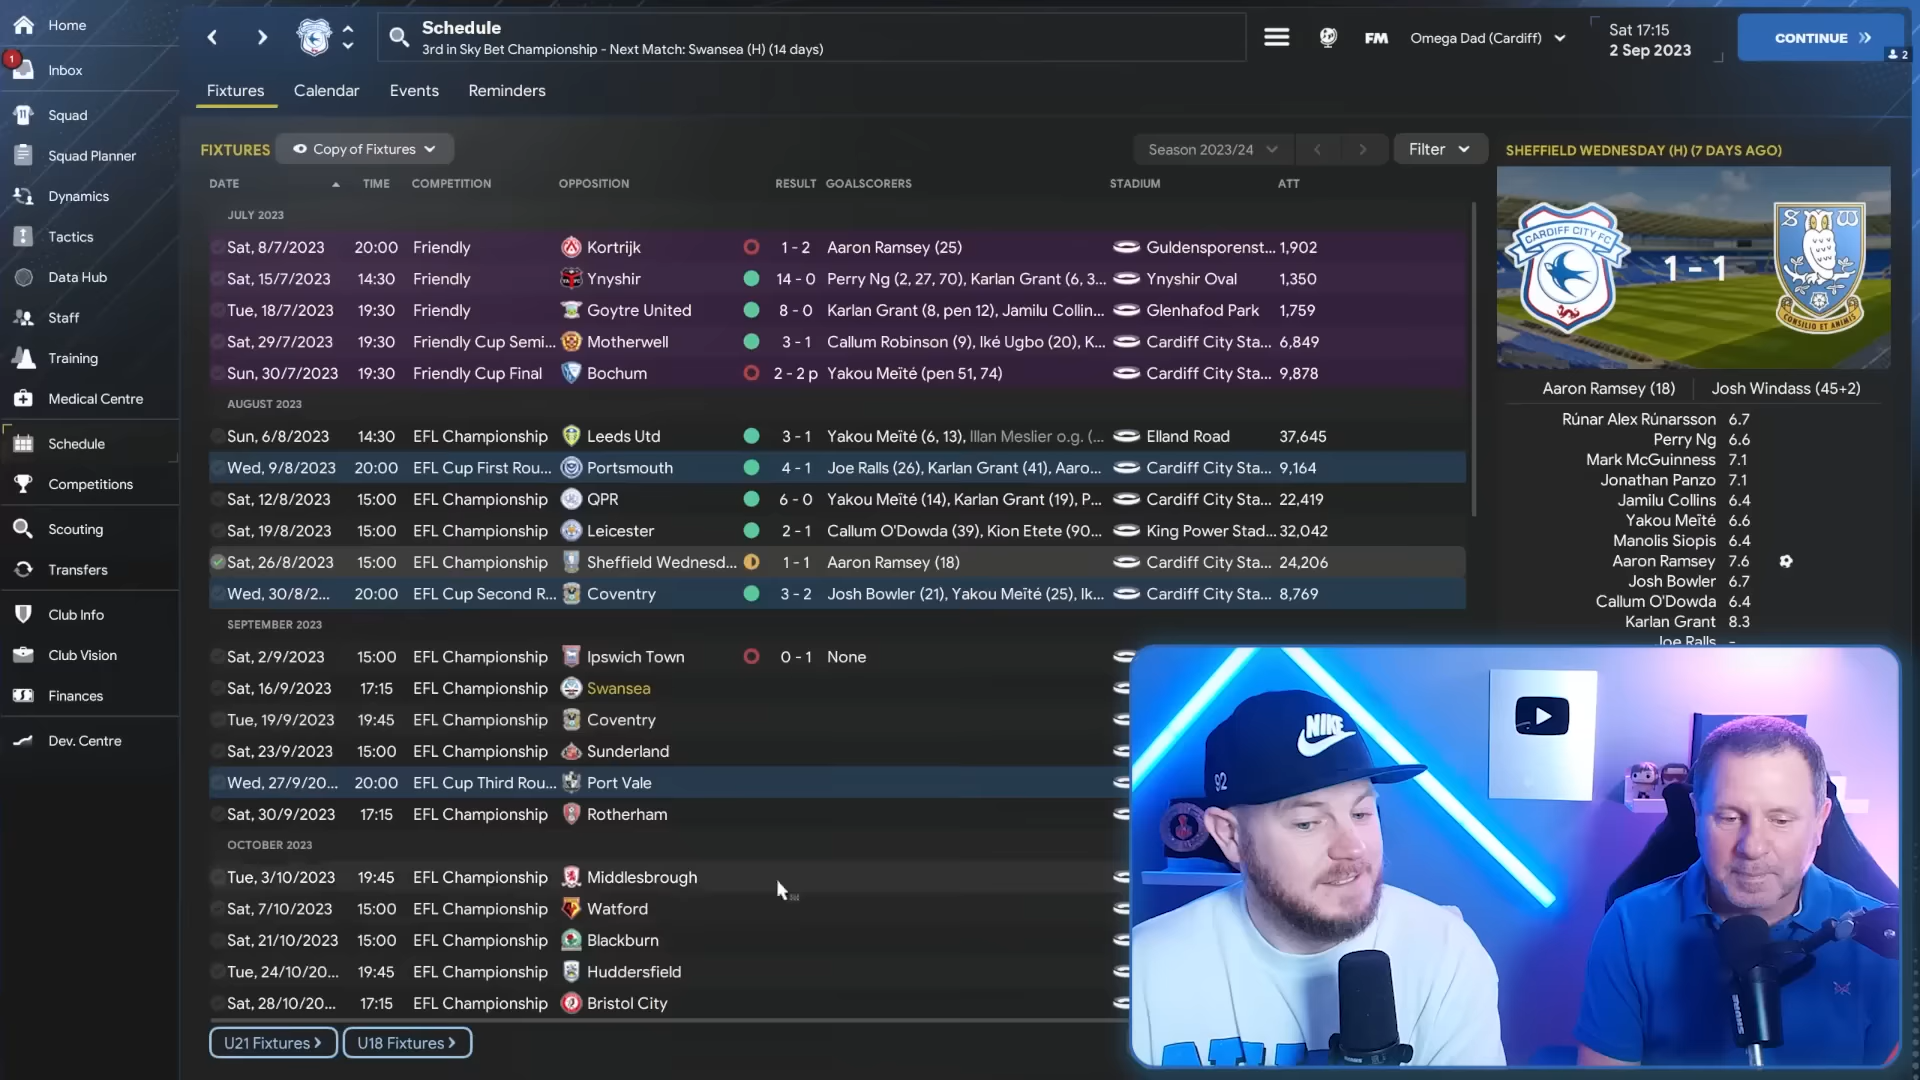 Home
1
Inbox
Squad
Squad Planner
Dynamics
Tactics
Data Hub
Staff
Training
Medical Centre
Schedule
Competitions
Scouting
Transfers
Club Info
Club Vision
Finances
Dev. Centre
Schedule
3rd in Sky Bet Championship - Next Match: Swansea (H) (14 days)
FM
Omega Dad (Cardiff)
Sat 17:15
2 Sep 2023
CONTINUE
2
Fixtures Calendar Events Reminders
FIXTURES Copy of Fixtures Season 2023/24 Filter
DATE TIME COMPETITION OPPOSITION RESULT GOALSCORERS STADIUM ATT
JULY 2023
Sat, 8/7/2023 20:00 Friendly Kortrijk 1 - 2 Aaron Ramsey (25) Guldensporenst... 1,902
Sat, 15/7/2023 14:30 Friendly Ynyshir 14 - 0 Perry Ng (2, 27, 70), Karlan Grant (6, 3... Ynyshir Oval 1,350
Tue, 18/7/2023 19:30 Friendly Goytre United 8 - 0 Karlan Grant (8, pen 12), Jamilu Collin... Glenhafod Park 1,759
Sat, 29/7/2023 19:30 Friendly Cup Semi... Motherwell 3 - 1 Callum Robinson (9), Iké Ugbo (20), K... Cardiff City Sta... 6,849
Sun, 30/7/2023 19:30 Friendly Cup Final Bochum 2 - 2 p Yakou Meïté (pen 51, 74) Cardiff City Sta... 9,878
AUGUST 2023
Sun, 6/8/2023 14:30 EFL Championship Leeds Utd 3 - 1 Yakou Meïté (6, 13), Illan Meslier o.g. (... Elland Road 37,645
Wed, 9/8/2023 20:00 EFL Cup First Rou... Portsmouth 4 - 1 Joe Ralls (26), Karlan Grant (41), Aaro... Cardiff City Sta... 9,164
Sat, 12/8/2023 15:00 EFL Championship QPR 6 - 0 Yakou Meïté (14), Karlan Grant (19), P... Cardiff City Sta... 22,419
Sat, 19/8/2023 15:00 EFL Championship Leicester 2 - 1 Callum O'Dowda (39), Kion Etete (90... King Power Stad... 32,042
Sat, 26/8/2023 15:00 EFL Championship Sheffield Wednesd... 1 - 1 Aaron Ramsey (18) Cardiff City Sta... 24,206
Wed, 30/8/2... 20:00 EFL Cup Second R... Coventry 3 - 2 Josh Bowler (21), Yakou Meïté (25), Ik... Cardiff City Sta... 8,769
SEPTEMBER 2023
Sat, 2/9/2023 15:00 EFL Championship Ipswich Town 0 - 1 None
Sat, 16/9/2023 17:15 EFL Championship Swansea
Tue, 19/9/2023 19:45 EFL Championship Coventry
Sat, 23/9/2023 15:00 EFL Championship Sunderland
Wed, 27/9/20... 20:00 EFL Cup Third Rou... Port Vale
Sat, 30/9/2023 17:15 EFL Championship Rotherham
OCTOBER 2023
Tue, 3/10/2023 19:45 EFL Championship Middlesbrough
Sat, 7/10/2023 15:00 EFL Championship Watford
Sat, 21/10/2023 15:00 EFL Championship Blackburn
Tue, 24/10/20... 19:45 EFL Championship Huddersfield
Sat, 28/10/20... 17:15 EFL Championship Bristol City
U21 Fixtures U18 Fixtures
SHEFFIELD WEDNESDAY (H) (7 DAYS AGO)
CARDIFF CITY FC
1 - 1
S W
CONSILIO ET ANIMIS
Aaron Ramsey (18) Josh Windass (45+2)
Rúnar Alex Rúnarsson 6.7
Perry Ng 6.6
Mark McGuinness 7.1
Jonathan Panzo 7.1
Jamilu Collins 6.4
Yakou Meïté 6.6
Manolis Siopis 6.4
Aaron Ramsey 7.6
Josh Bowler 6.7
Callum O'Dowda 6.4
Karlan Grant 8.3
Joe Ralls -
NIKE
92
SHURE